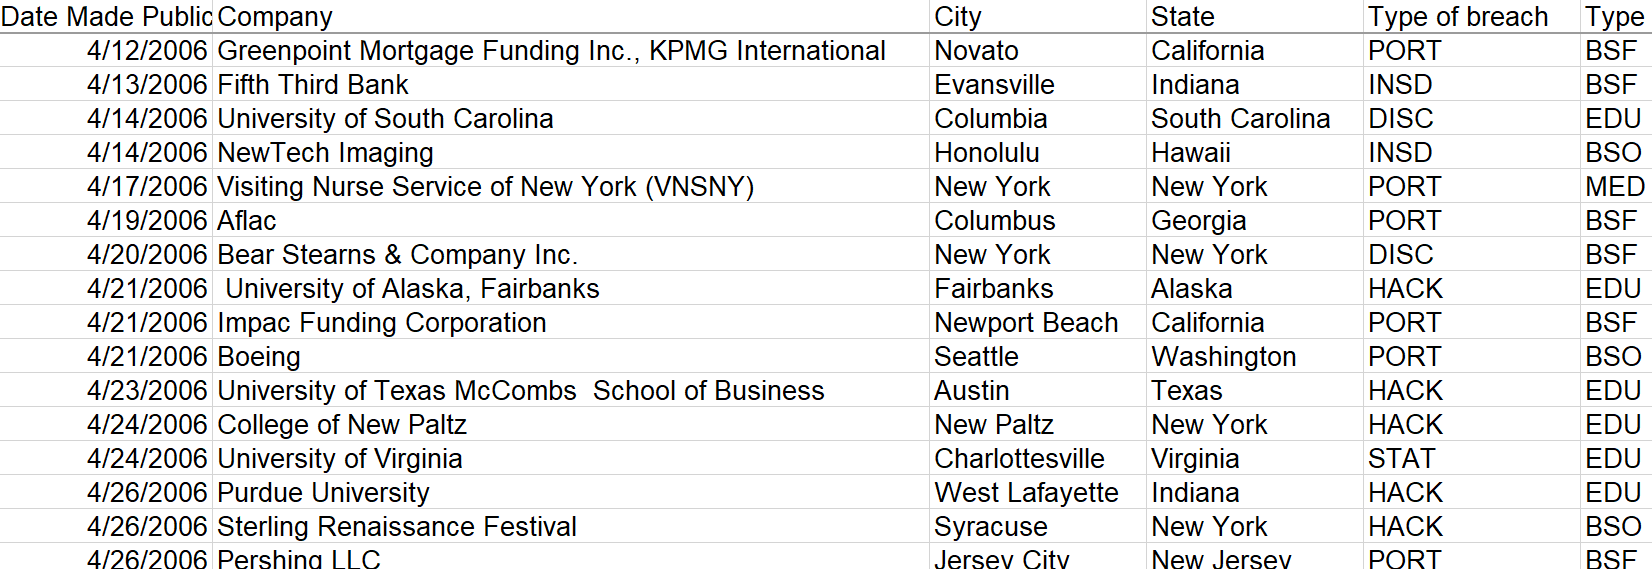 Date Made Public Company City State Type of breach Type
4/12/2006 Greenpoint Mortgage Funding Inc., KPMG International Novato California PORT BSF
4/13/2006 Fifth Third Bank Evansville Indiana INSD BSF
4/14/2006 University of South Carolina Columbia South Carolina DISC EDU
4/14/2006 NewTech Imaging Honolulu Hawaii INSD BSO
4/17/2006 Visiting Nurse Service of New York (VNSNY) New York New York PORT MED
4/19/2006 Aflac Columbus Georgia PORT BSF
4/20/2006 Bear Stearns & Company Inc. New York New York DISC BSF
4/21/2006 University of Alaska, Fairbanks Fairbanks Alaska HACK EDU
4/21/2006 Impac Funding Corporation Newport Beach California PORT BSF
4/21/2006 Boeing Seattle Washington PORT BSO
4/23/2006 University of Texas McCombs  School of Business Austin Texas HACK EDU
4/24/2006 College of New Paltz New Paltz New York HACK EDU
4/24/2006 University of Virginia Charlottesville Virginia STAT EDU
4/26/2006 Purdue University West Lafayette Indiana HACK EDU
4/26/2006 Sterling Renaissance Festival Syracuse New York HACK BSO
4/26/2006 Pershing LLC Jersey City New Jersey PORT BSF